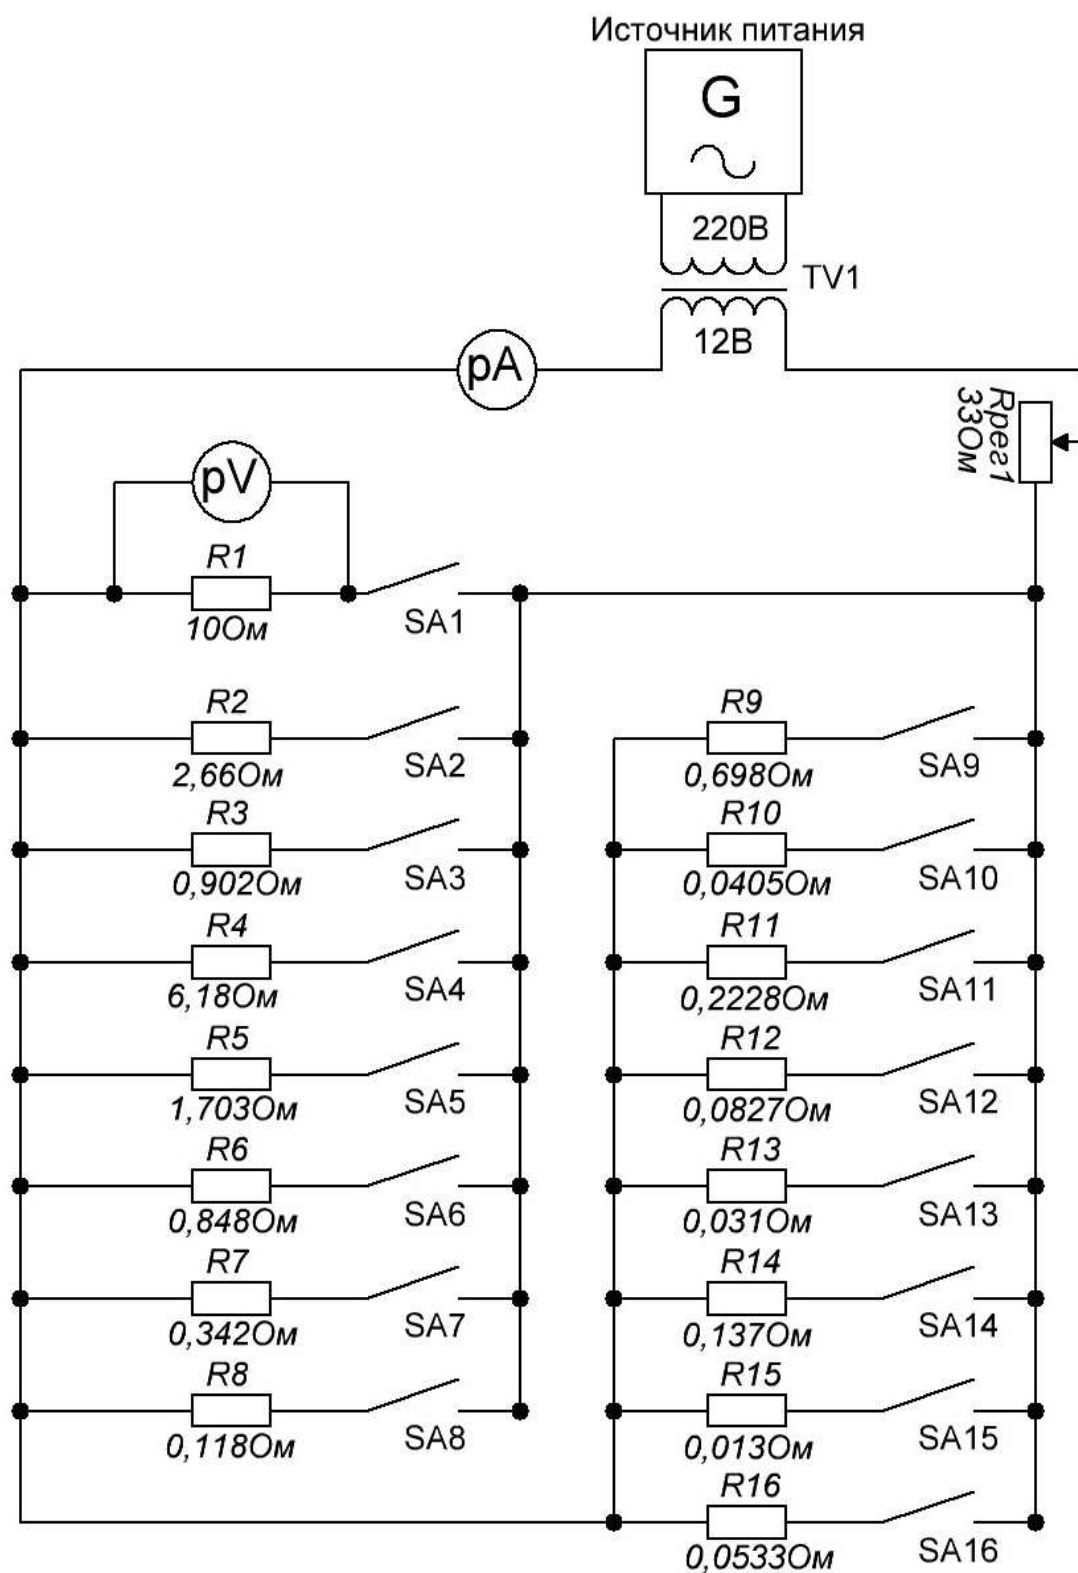 Источник питания
G
220В
TV1
12В
pA
Rрег1
33Ом
pV
R1
10Ом
SA1
R2
2,66Ом
SA2
R9
0,698Ом
SA9
R3
0,902Ом
SA3
R10
0,0405Ом
SA10
R4
6,18Ом
SA4
R11
0,2228Ом
SA11
R5
1,703Ом
SA5
R12
0,0827Ом
SA12
R6
0,848Ом
SA6
R13
0,031Ом
SA13
R7
0,342Ом
SA7
R14
0,137Ом
SA14
R8
0,118Ом
SA8
R15
0,013Ом
SA15
R16
0,0533Ом
SA16